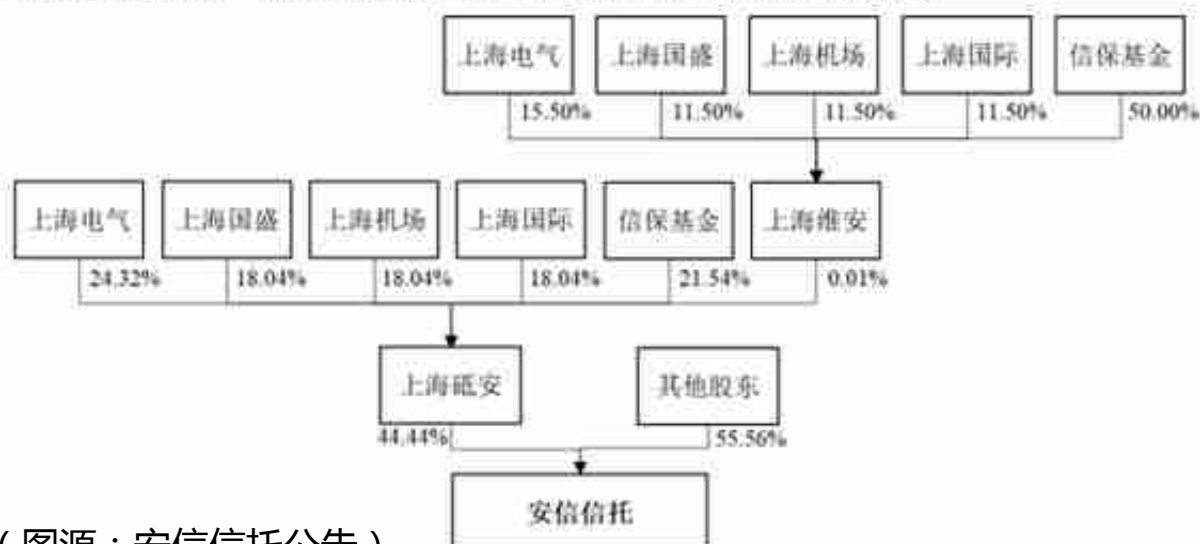 上海电气 上海国盛 上海机场 上海国际 信保基金
15.50% 11.50% 11.50% 11.50% 50.00%
上海电气 上海国盛 上海机场 上海国际 信保基金 上海维安
24.32% 18.04% 18.04% 18.04% 21.54% 0.01%
上海砥安 其他股东
44.44% 55.56%
安信信托
（图源：安信信托公告）